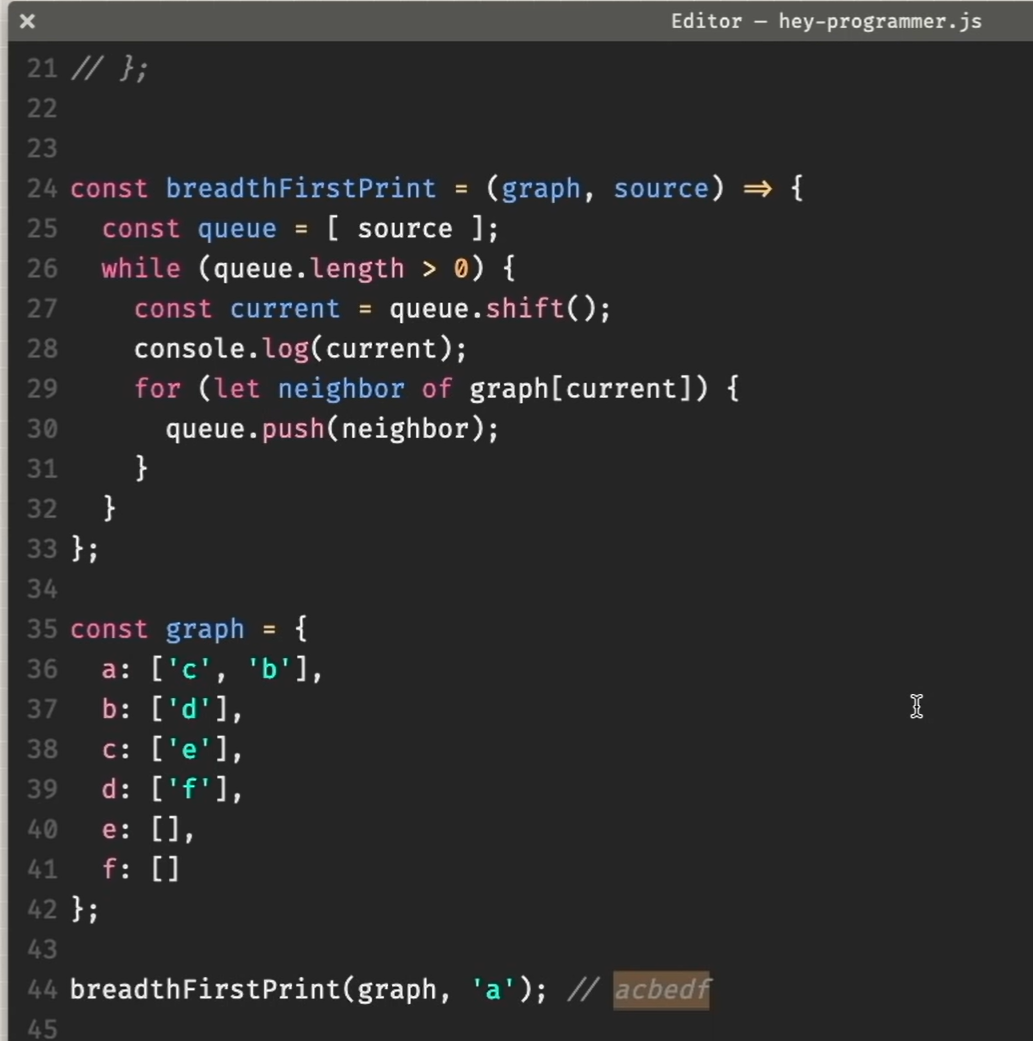 Editor — hey-programmer.js
21 // };
22
23
24 const breadthFirstPrint = (graph, source) => {
25   const queue = [ source ];
26   while (queue.length > 0) {
27     const current = queue.shift();
28     console.log(current);
29     for (let neighbor of graph[current]) {
30       queue.push(neighbor);
31     }
32   }
33 };
34
35 const graph = {
36   a: ['c', 'b'],
37   b: ['d'],
38   c: ['e'],
39   d: ['f'],
40   e: [],
41   f: []
42 };
43
44 breadthFirstPrint(graph, 'a'); // acbedf
45